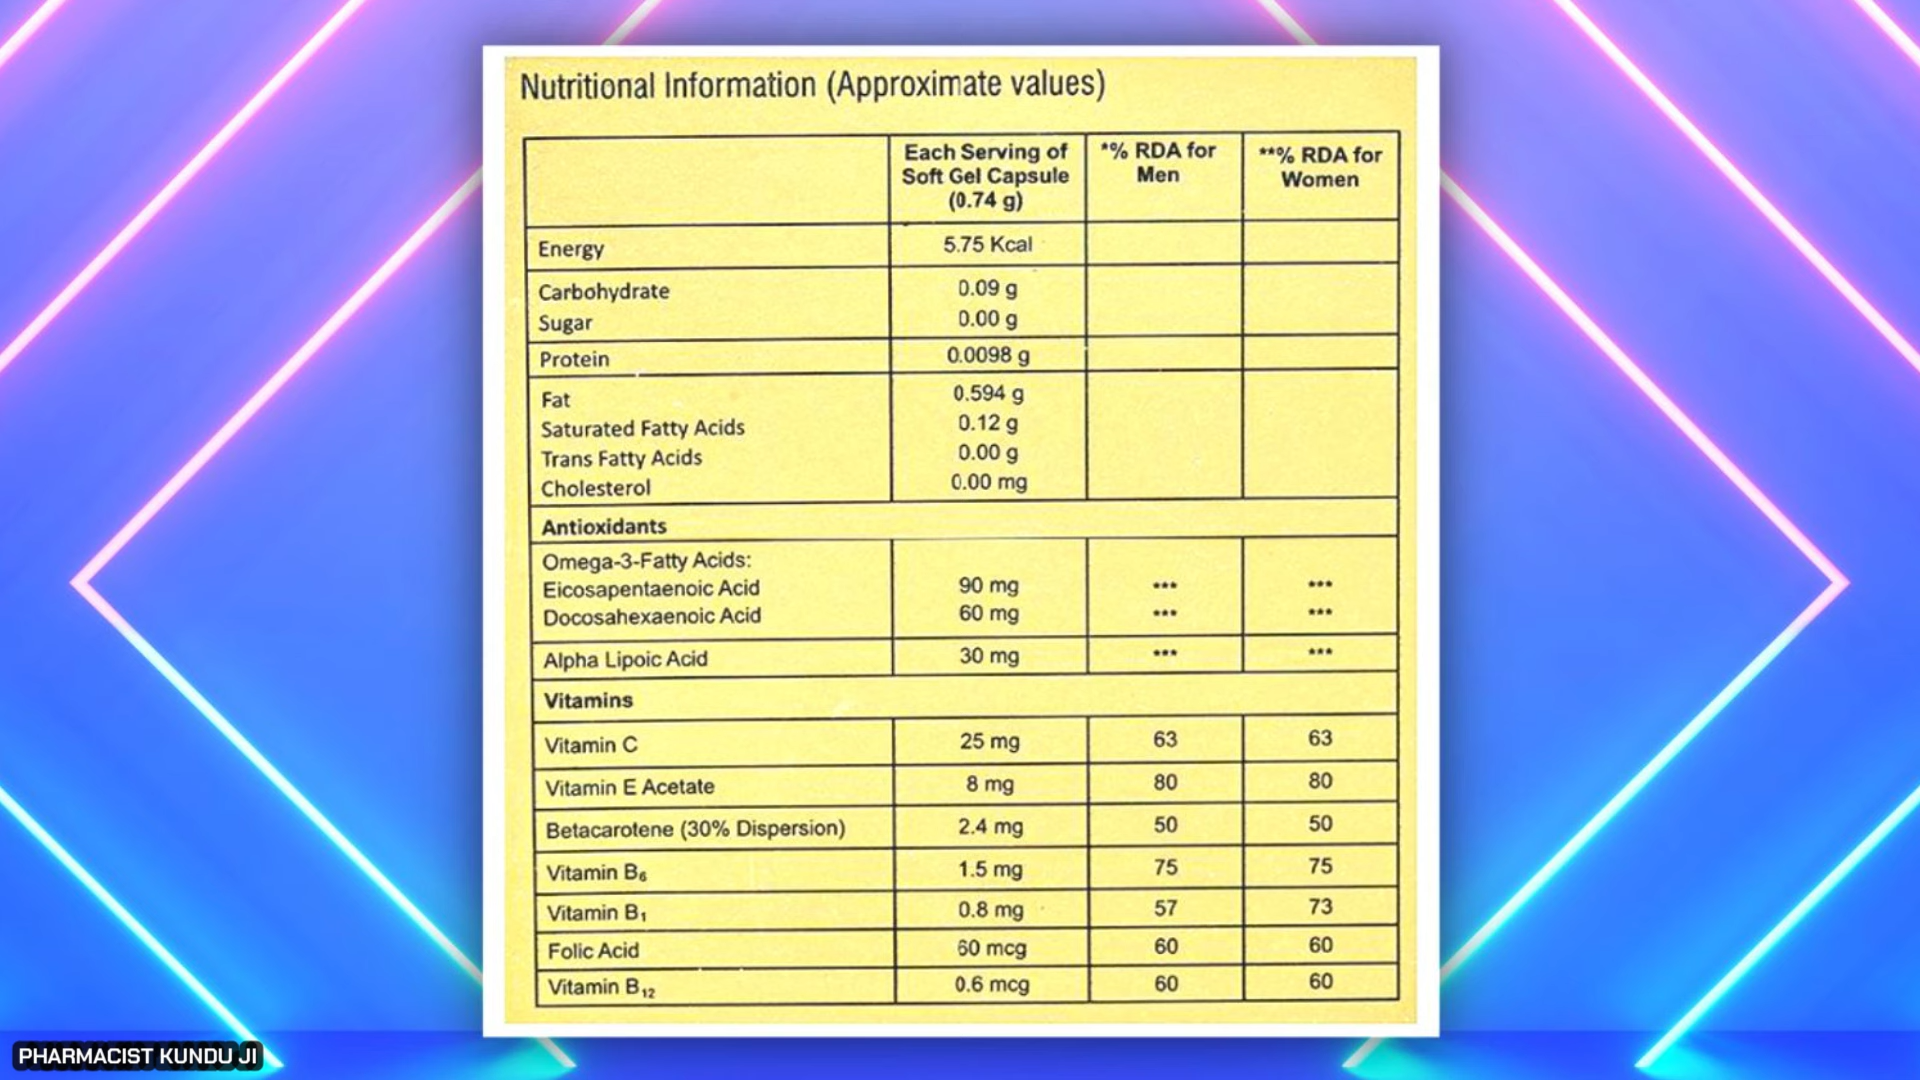 Nutritional Information (Approximate values)
Each Serving of Soft Gel Capsule (0.74 g) *% RDA for Men **% RDA for Women
Energy 5.75 Kcal
Carbohydrate 0.09 g
Sugar 0.00 g
Protein 0.0098 g
Fat 0.594 g
Saturated Fatty Acids 0.12 g
Trans Fatty Acids 0.00 g
Cholesterol 0.00 mg
Antioxidants
Omega-3-Fatty Acids:
Eicosapentaenoic Acid 90 mg *** ***
Docosahexaenoic Acid 60 mg *** ***
Alpha Lipoic Acid 30 mg *** ***
Vitamins
Vitamin C 25 mg 63 63
Vitamin E Acetate 8 mg 80 80
Betacarotene (30% Dispersion) 2.4 mg 50 50
Vitamin B₆ 1.5 mg 75 75
Vitamin B₁ 0.8 mg 57 73
Folic Acid 60 mcg 60 60
Vitamin B₁₂ 0.6 mcg 60 60
PHARMACIST KUNDU JI